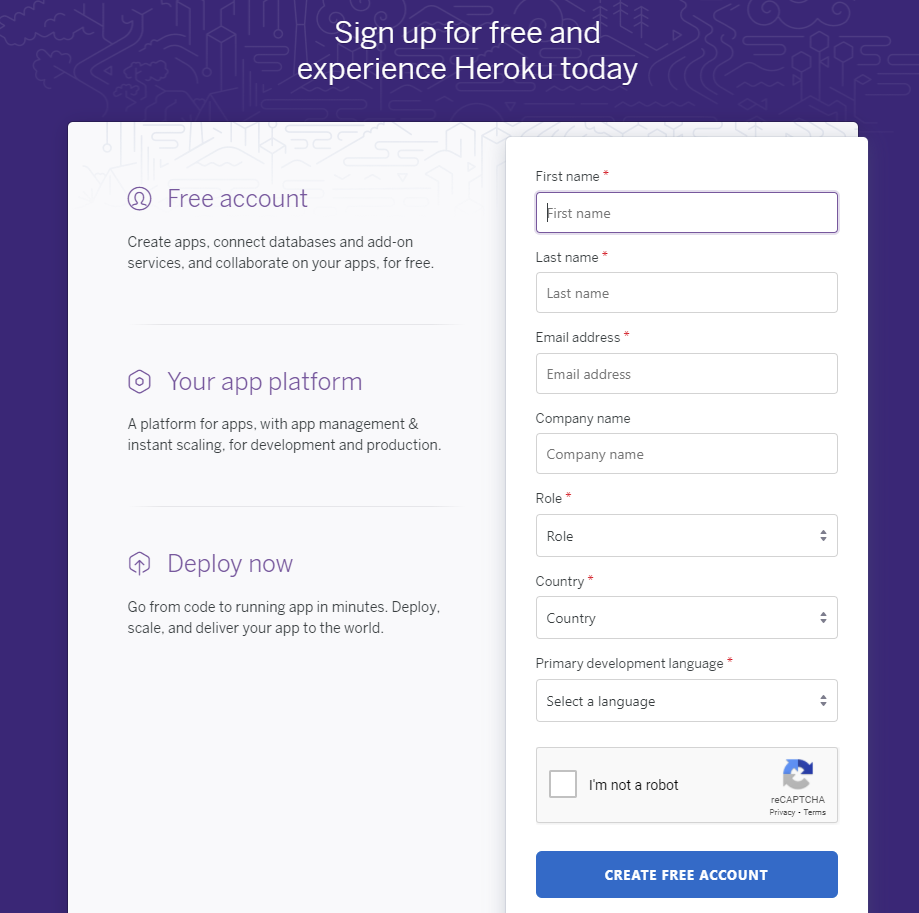 Sign up for free and
experience Heroku today
Free account
Create apps, connect databases and add-on
services, and collaborate on your apps, for free.
Your app platform
A platform for apps, with app management &
instant scaling, for development and production.
Deploy now
Go from code to running app in minutes. Deploy,
scale, and deliver your app to the world.
First name *
First name
Last name *
Last name
Email address *
Email address
Company name
Company name
Role *
Role
Country *
Country
Primary development language *
Select a language
I'm not a robot
reCAPTCHA
Privacy - Terms
CREATE FREE ACCOUNT